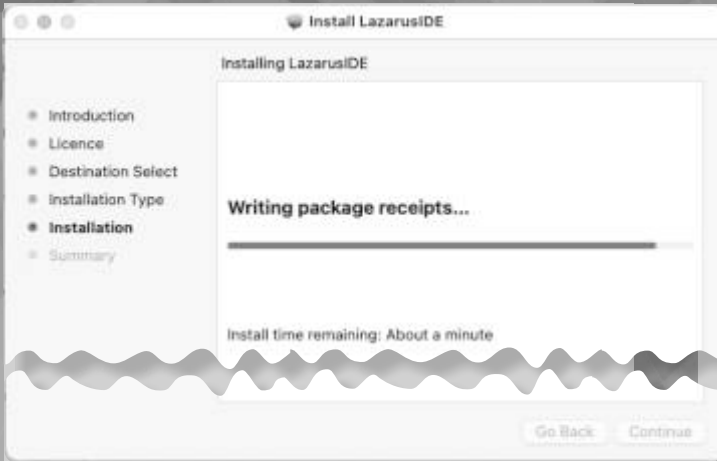 Install LazarusIDE
Installing LazarusIDE
Introduction
Licence
Destination Select
Installation Type
Installation
Summary
Writing package receipts...
Install time remaining: About a minute
Go Back
Continue